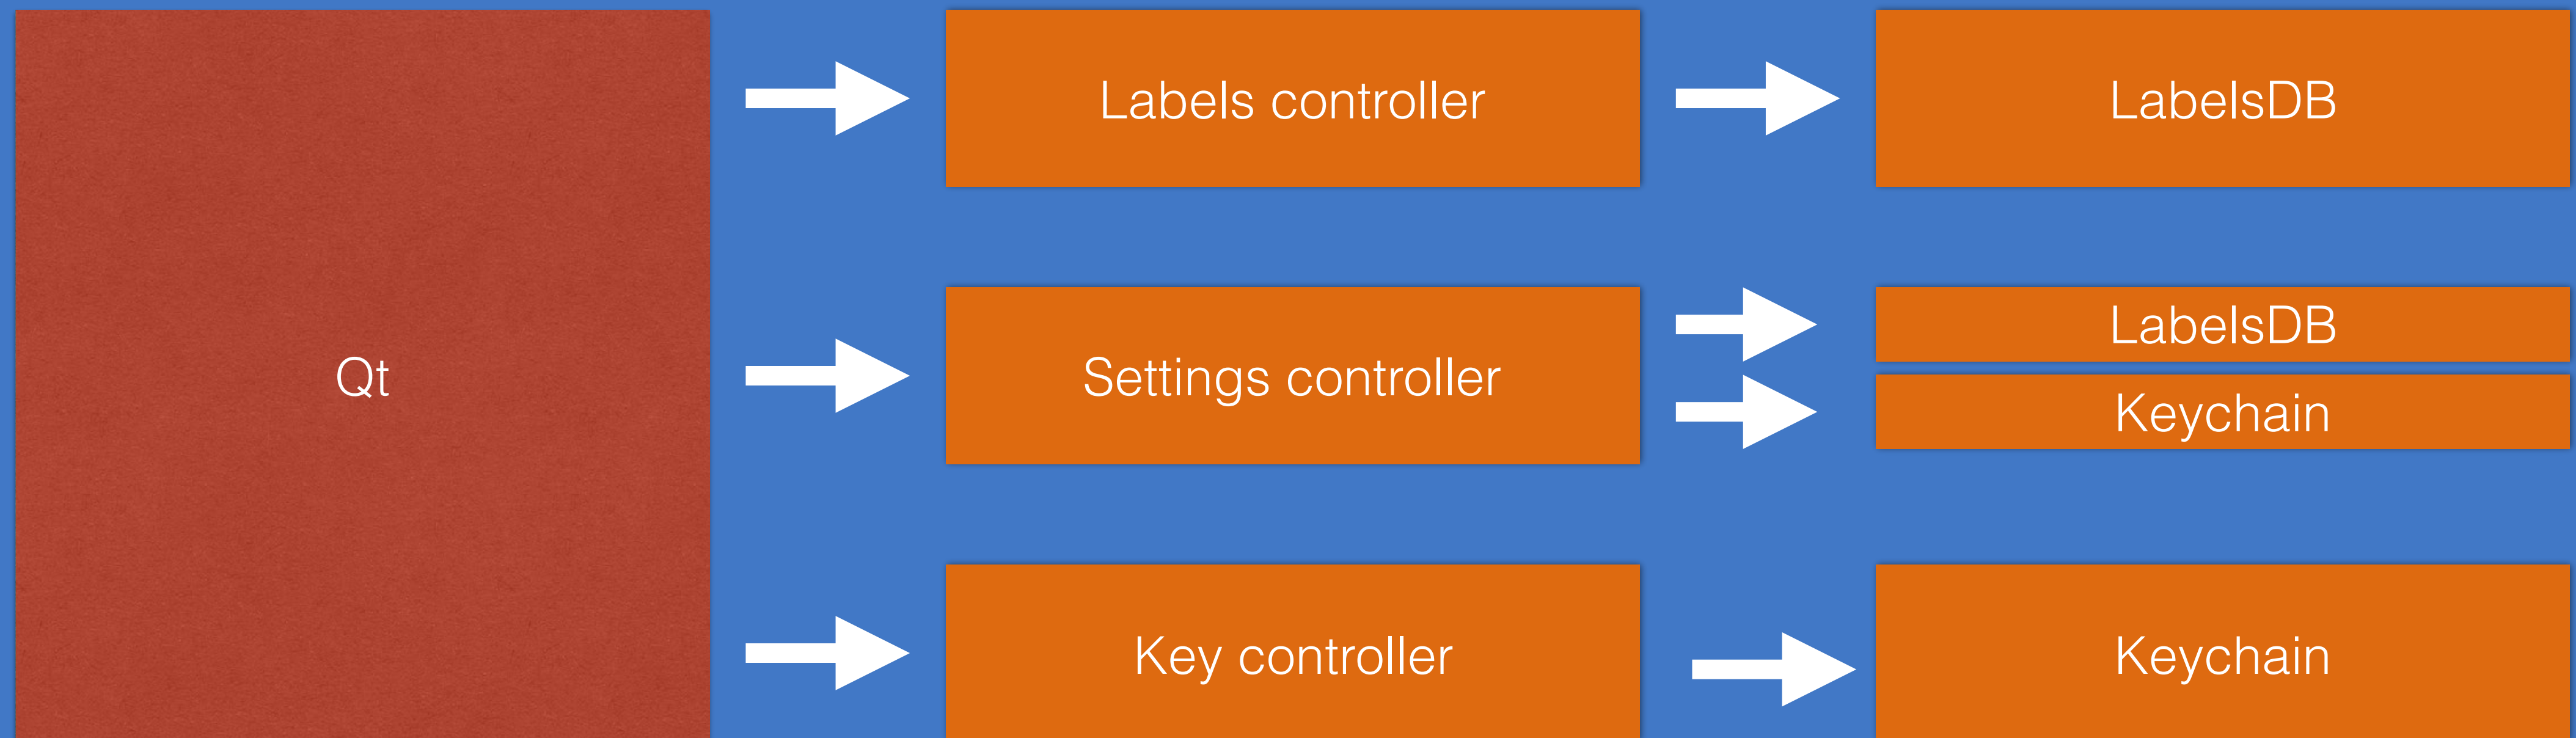 Qt
Labels controller
LabelsDB
Settings controller
LabelsDB
Keychain
Key controller
Keychain